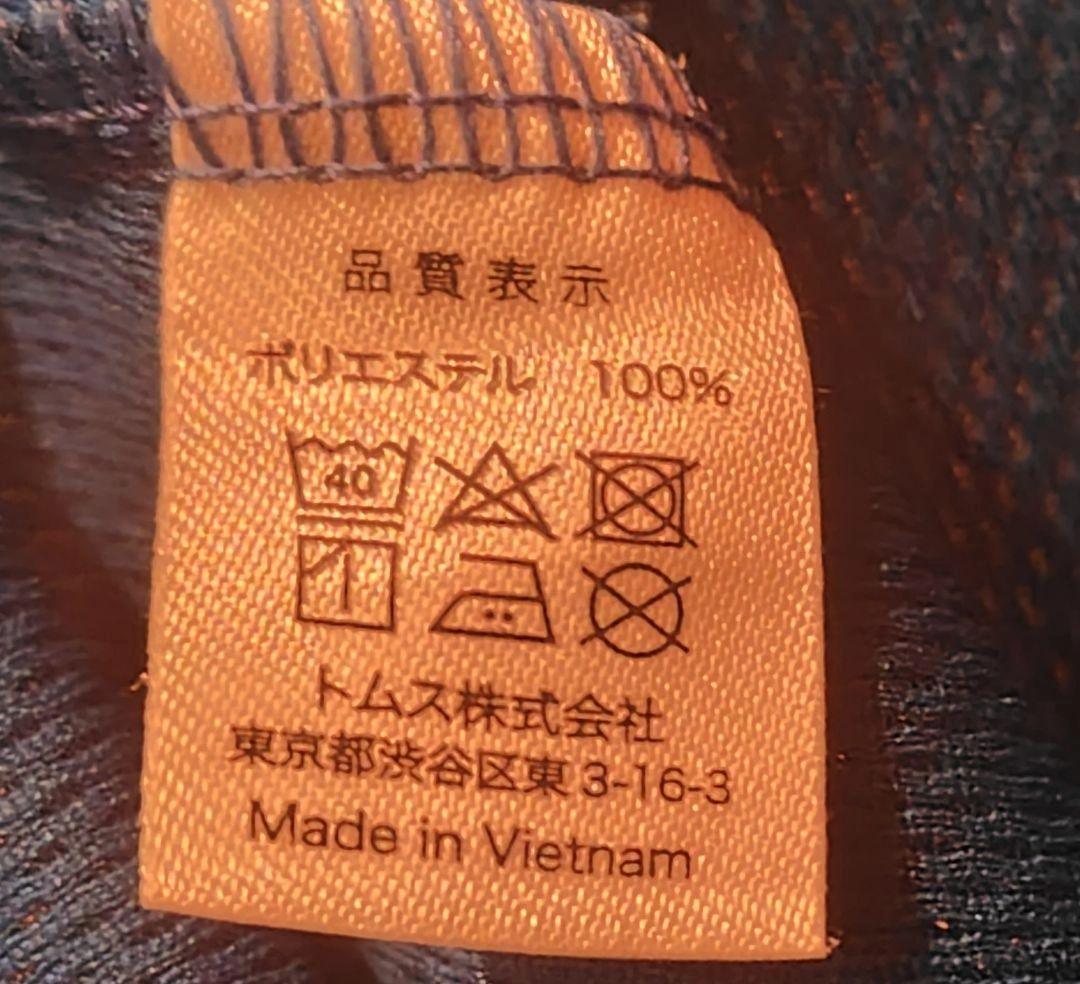 品質表示
ポリエステル 100%
40
トムス株式会社
東京都渋谷区東3-16-3
Made in Vietnam